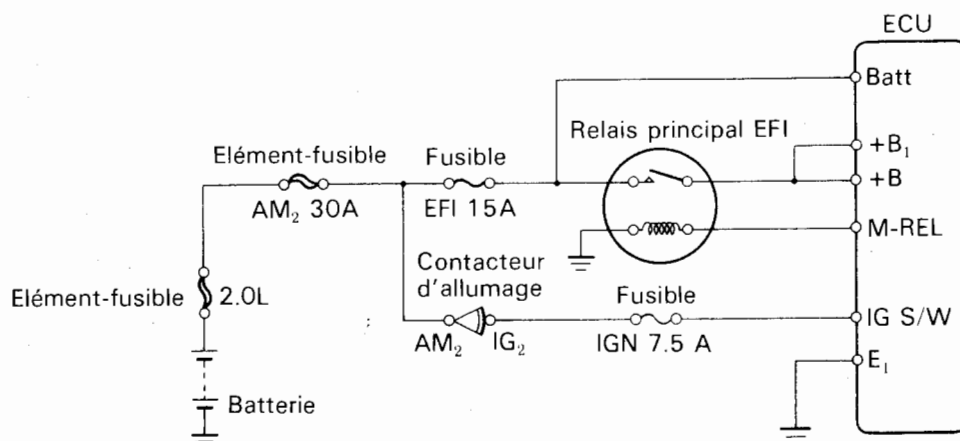 ECU
Batt
Relais principal EFI
+B₁
Elément-fusible
Fusible
+B
AM₂ 30A
EFI 15A
M-REL
Contacteur
d'allumage
Elément-fusible
2.0L
Fusible
IG S/W
AM₂
IG₂
IGN 7.5 A
E₁
Batterie